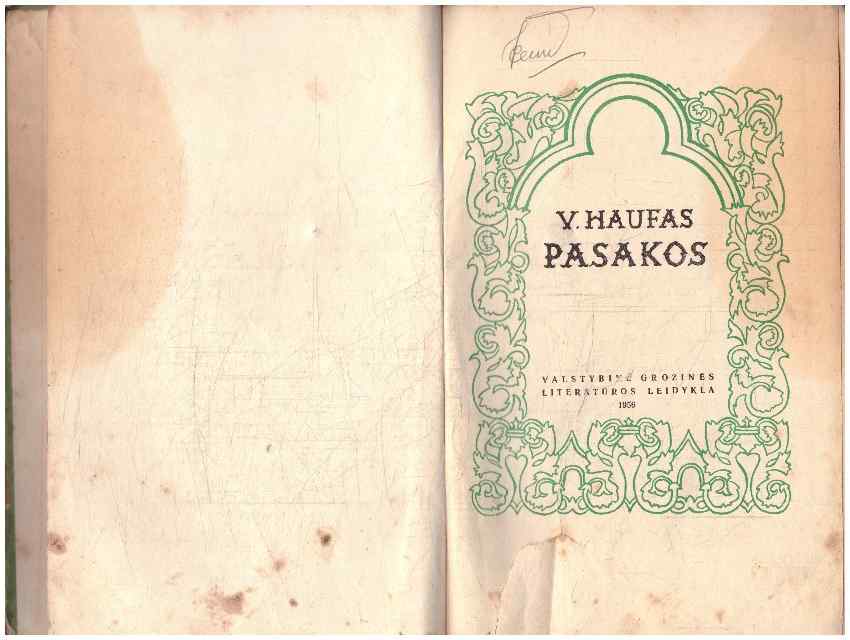 V. HAUFAS
PASAKOS
VALSTYBINĖ GROŽINĖS
LITERATŪROS LEIDYKLA
1956